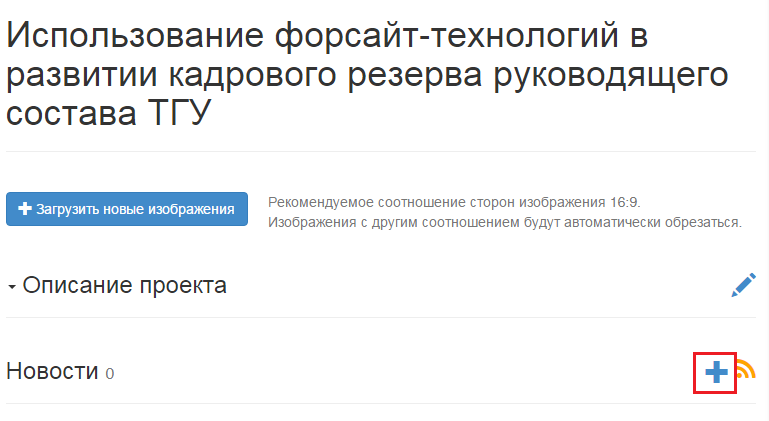 Использование форсайт-технологий в
развитии кадрового резерва руководящего
состава ТГУ
Загрузить новые изображения
Рекомендуемое соотношение сторон изображения 16:9.
Изображения с другим соотношением будут автоматически обрезаться.
Описание проекта
Новости 0